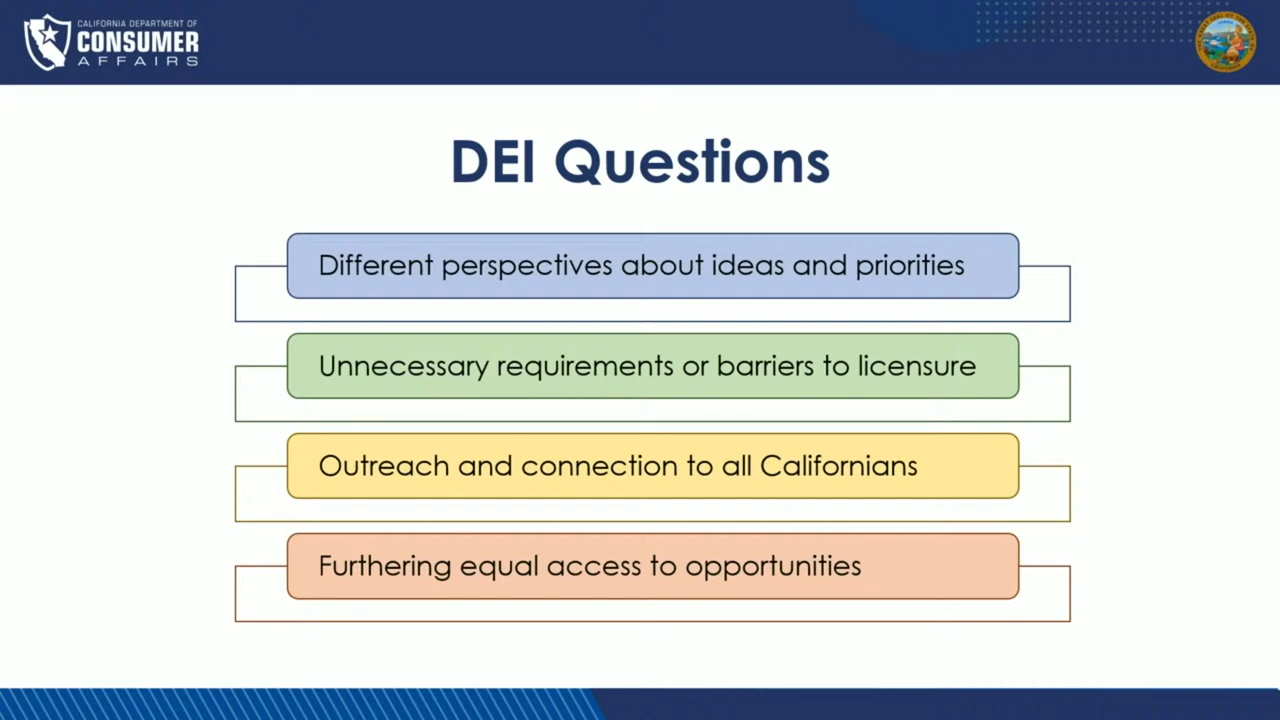 CALIFORNIA DEPARTMENT OF
CONSUMER
AFFAIRS
DEI Questions
Different perspectives about ideas and priorities
Unnecessary requirements or barriers to licensure
Outreach and connection to all Californians
Furthering equal access to opportunities